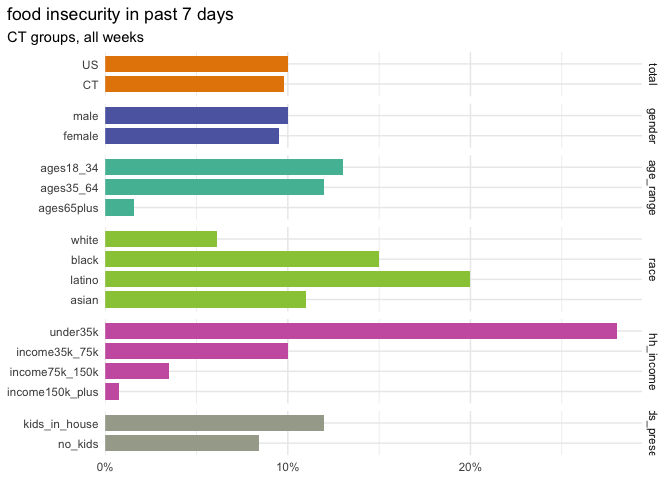 food insecurity in past 7 days
CT groups, all weeks
US
CT
total
male
female
gender
ages18_34
ages35_64
ages65plus
age_range
white
black
latino
asian
race
under35k
income35k_75k
income75k_150k
income150k_plus
hh_income
kids_in_house
no_kids
ds_prese
0%
10%
20%